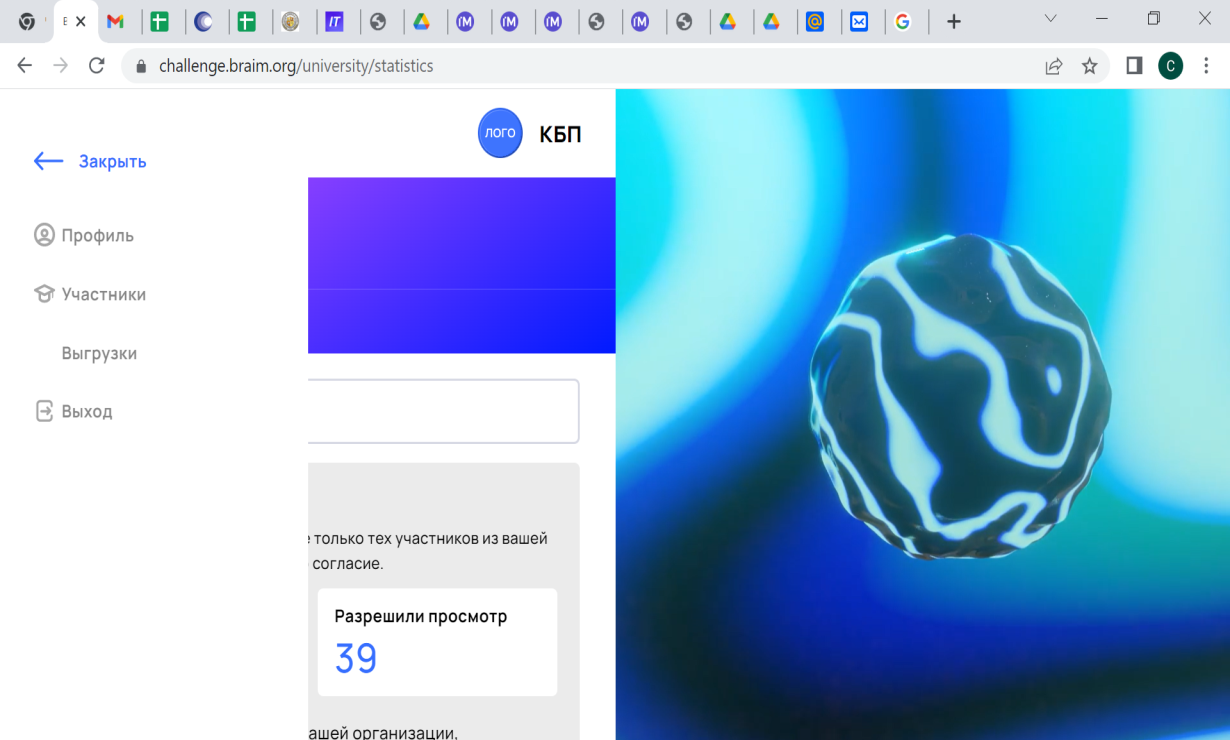 E
challenge.braim.org/university/statistics
C
ЛОГО КБП
Закрыть
Профиль
Участники
Выгрузки
Выход
только тех участников из вашей
согласие.
Разрешили просмотр
39
ашей организации,